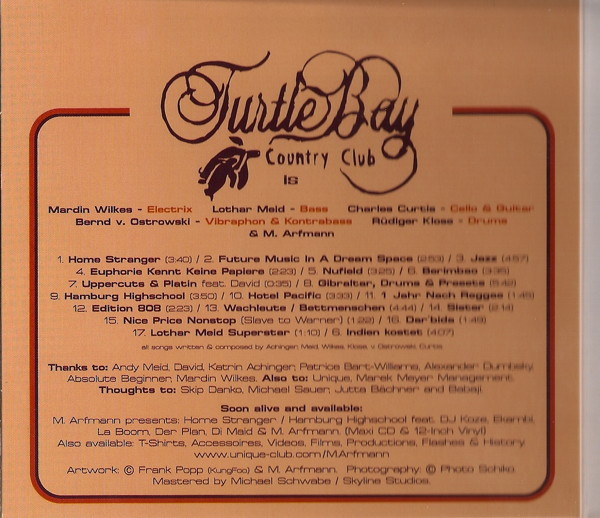 Turtle Bay
Country Club
is
Mardin Wilkes - Electrix Lothar Meid - Bass Charles Curtis - Cello & Guitar
Bernd v. Ostrowski - Vibraphon & Kontrabass Rüdiger Klose - Drums
& M. Arfmann
1. Home Stranger (3:40) / 2. Future Music In A Dream Space (2:53) / 3. Jazz (4:57)
4. Euphorie Kennt Keine Papiere (2:23) / 5. Nufield (3:25) / 6. Berimbao (3:35)
7. Uppercuts & Platin feat. David (0:35) / 8. Gibraltar, Drums & Presets (5:42)
9. Hamburg Highschool (3:50) / 10. Hotel Pacific (3:33) / 11. 1 Jahr Nach Reggae (1:45)
12. Edition 808 (2:23) / 13. Wachleute / Bettmenschen (4:44) / 14. Sister (2:14)
15. Nice Price Nonstop (Slave to Warner) (1:22) / 16. Dar'bida (1:49)
17. Lothar Meid Superstar (1:10) / 6. Indien kostet (4:07)
all songs written & composed by Achinger, Meid, Wilkes, Klose, v. Ostrowski, Curtis.
Thanks to: Andy Meid, David, Katrin Achinger, Patrice Bart-Williams, Alexander Dumbsky,
Absolute Beginner, Mardin Wilkes. Also to: Unique, Marek Meyer Management.
Thoughts to: Skip Danko, Michael Sauer, Jutta Bächner and Babaji.
Soon alive and available:
M. Arfmann presents: Home Stranger / Hamburg Highschool feat. DJ Koze, Ekambi,
La Boom, Der Plan, Di Maid & M. Arfmann. (Maxi CD & 12-Inch Vinyl)
Also available: T-Shirts, Accessoires, Videos, Films, Productions, Flashes & History.
www.unique-club.com/MArfmann
Artwork: © Frank Popp (KungFoo) & M. Arfmann. Photography: © Photo Schiko.
Mastered by Michael Schwabe / Skyline Studios.